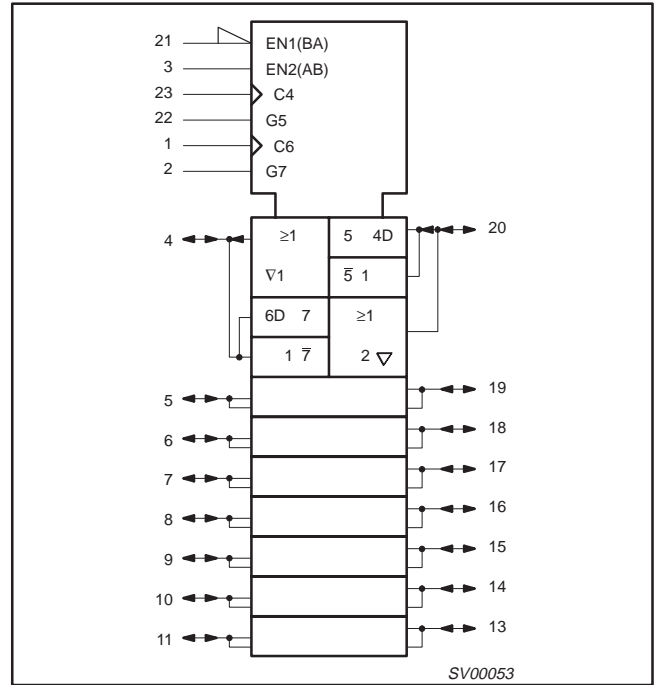 21 EN1(BA)
3 EN2(AB)
23 C4
22 G5
1 C6
2 G7
4 ≥1 5 4D 20
∇1 5̅ 1
6D 7 ≥1
1 7̅ 2 ▽
5 19
6 18
7 17
8 16
9 15
10 14
11 13
SV00053